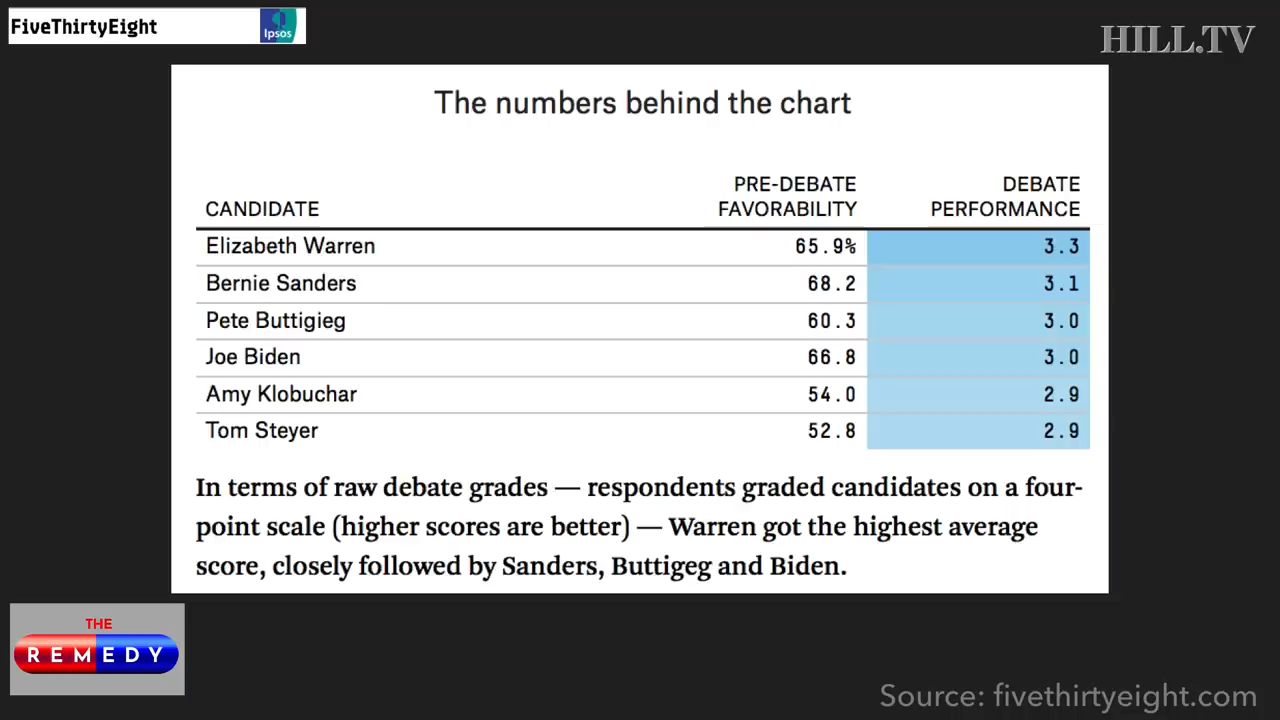 FiveThirtyEight
Ipsos
HILL.TV
The numbers behind the chart
CANDIDATE PRE-DEBATE FAVORABILITY DEBATE PERFORMANCE
Elizabeth Warren 65.9% 3.3
Bernie Sanders 68.2 3.1
Pete Buttigieg 60.3 3.0
Joe Biden 66.8 3.0
Amy Klobuchar 54.0 2.9
Tom Steyer 52.8 2.9
In terms of raw debate grades — respondents graded candidates on a four-
point scale (higher scores are better) — Warren got the highest average
score, closely followed by Sanders, Buttigeg and Biden.
THE
REMEDY
Source: fivethirtyeight.com